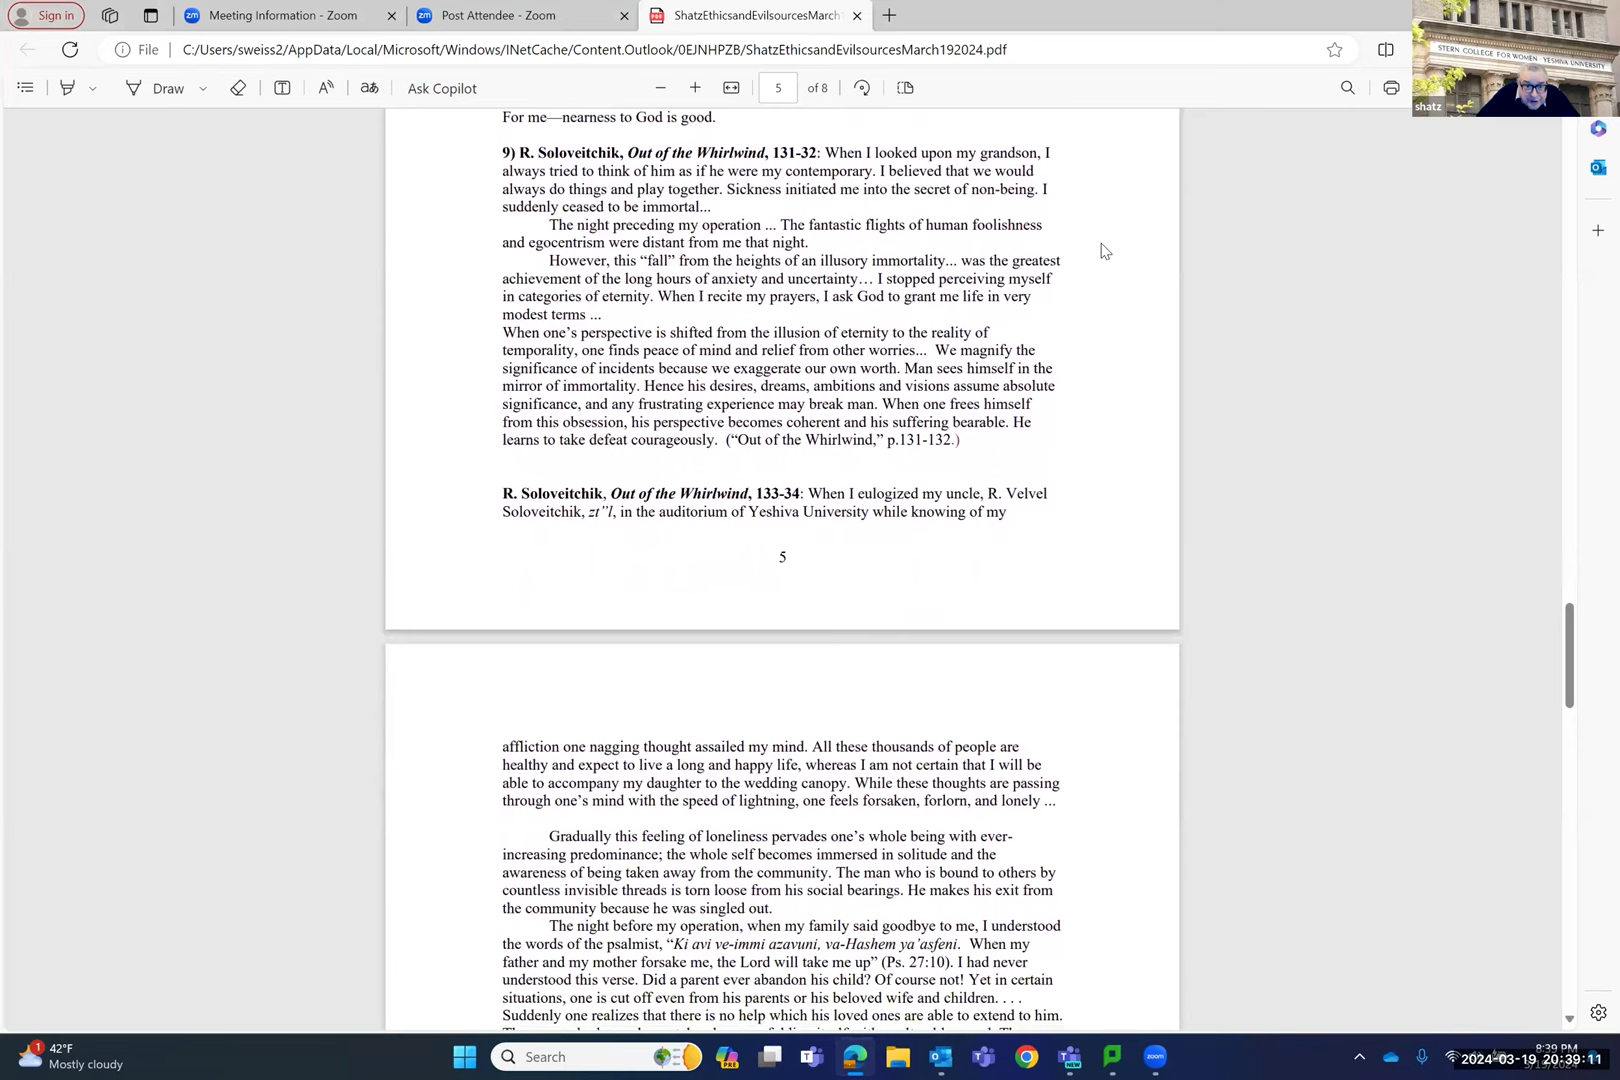 Sign in
Meeting Information - Zoom
Post Attendee - Zoom
ShatzEthicsandEvilsourcesMarch
File
C:/Users/sweiss2/AppData/Local/Microsoft/Windows/INetCache/Content.Outlook/0EJNHPZB/ShatzEthicsandEvilsourcesMarch192024.pdf
Draw
Ask Copilot
5 of 8
STERN COLLEGE FOR WOMEN · YESHIVA UNIVERSITY
shatz
For me—nearness to God is good.
9) R. Soloveitchik, Out of the Whirlwind, 131-32: When I looked upon my grandson, I
always tried to think of him as if he were my contemporary. I believed that we would
always do things and play together. Sickness initiated me into the secret of non-being. I
suddenly ceased to be immortal...
The night preceding my operation ... The fantastic flights of human foolishness
and egocentrism were distant from me that night.
However, this “fall” from the heights of an illusory immortality... was the greatest
achievement of the long hours of anxiety and uncertainty… I stopped perceiving myself
in categories of eternity. When I recite my prayers, I ask God to grant me life in very
modest terms ...
When one’s perspective is shifted from the illusion of eternity to the reality of
temporality, one finds peace of mind and relief from other worries... We magnify the
significance of incidents because we exaggerate our own worth. Man sees himself in the
mirror of immortality. Hence his desires, dreams, ambitions and visions assume absolute
significance, and any frustrating experience may break man. When one frees himself
from this obsession, his perspective becomes coherent and his suffering bearable. He
learns to take defeat courageously. (“Out of the Whirlwind,” p.131-132.)
R. Soloveitchik, Out of the Whirlwind, 133-34: When I eulogized my uncle, R. Velvel
Soloveitchik, zt”l, in the auditorium of Yeshiva University while knowing of my
5
affliction one nagging thought assailed my mind. All these thousands of people are
healthy and expect to live a long and happy life, whereas I am not certain that I will be
able to accompany my daughter to the wedding canopy. While these thoughts are passing
through one’s mind with the speed of lightning, one feels forsaken, forlorn, and lonely ...
Gradually this feeling of loneliness pervades one’s whole being with ever-
increasing predominance; the whole self becomes immersed in solitude and the
awareness of being taken away from the community. The man who is bound to others by
countless invisible threads is torn loose from his social bearings. He makes his exit from
the community because he was singled out.
The night before my operation, when my family said goodbye to me, I understood
the words of the psalmist, “Ki avi ve-immi azavuni, va-Hashem ya’asfeni. When my
father and my mother forsake me, the Lord will take me up” (Ps. 27:10). I had never
understood this verse. Did a parent ever abandon his child? Of course not! Yet in certain
situations, one is cut off even from his parents or his beloved wife and children. . . .
Suddenly one realizes that there is no help which his loved ones are able to extend to him.
1
42°F
Mostly cloudy
Search
8:39 PM
2024-03-19 20:39:11